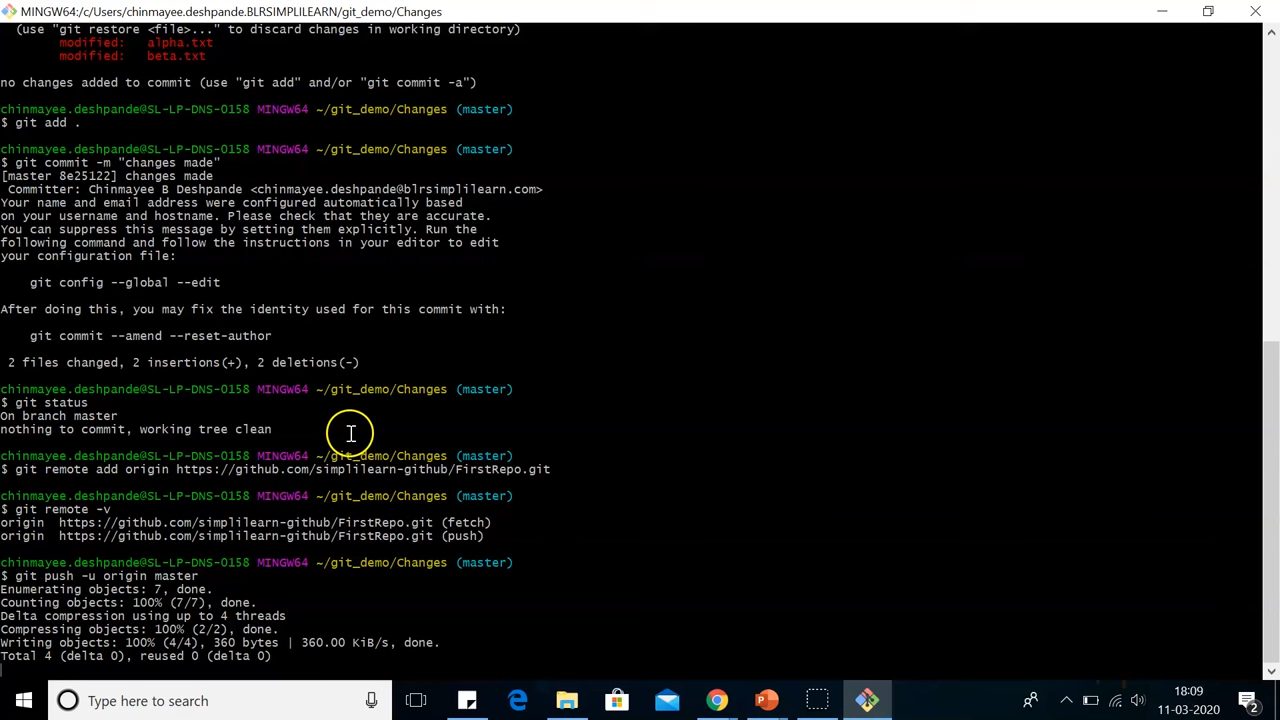 MINGW64:/c/Users/chinmayee.deshpande.BLRSIMPLILEARN/git_demo/Changes
(use "git restore <file>..." to discard changes in working directory)
modified: alpha.txt
modified: beta.txt
no changes added to commit (use "git add" and/or "git commit -a")
chinmayee.deshpande@SL-LP-DNS-0158 MINGW64 ~/git_demo/Changes (master)
$ git add .
chinmayee.deshpande@SL-LP-DNS-0158 MINGW64 ~/git_demo/Changes (master)
$ git commit -m "changes made"
[master 8e25122] changes made
Committer: Chinmayee B Deshpande <chinmayee.deshpande@blrsimplilearn.com>
Your name and email address were configured automatically based
on your username and hostname. Please check that they are accurate.
You can suppress this message by setting them explicitly. Run the
following command and follow the instructions in your editor to edit
your configuration file:
git config --global --edit
After doing this, you may fix the identity used for this commit with:
git commit --amend --reset-author
2 files changed, 2 insertions(+), 2 deletions(-)
chinmayee.deshpande@SL-LP-DNS-0158 MINGW64 ~/git_demo/Changes (master)
$ git status
On branch master
nothing to commit, working tree clean
chinmayee.deshpande@SL-LP-DNS-0158 MINGW64 ~/git_demo/Changes (master)
$ git remote add origin https://github.com/simplilearn-github/FirstRepo.git
chinmayee.deshpande@SL-LP-DNS-0158 MINGW64 ~/git_demo/Changes (master)
$ git remote -v
origin https://github.com/simplilearn-github/FirstRepo.git (fetch)
origin https://github.com/simplilearn-github/FirstRepo.git (push)
chinmayee.deshpande@SL-LP-DNS-0158 MINGW64 ~/git_demo/Changes (master)
$ git push -u origin master
Enumerating objects: 7, done.
Counting objects: 100% (7/7), done.
Delta compression using up to 4 threads
Compressing objects: 100% (2/2), done.
Writing objects: 100% (4/4), 360 bytes | 360.00 KiB/s, done.
Total 4 (delta 0), reused 0 (delta 0)
Type here to search
18:09
11-03-2020
2